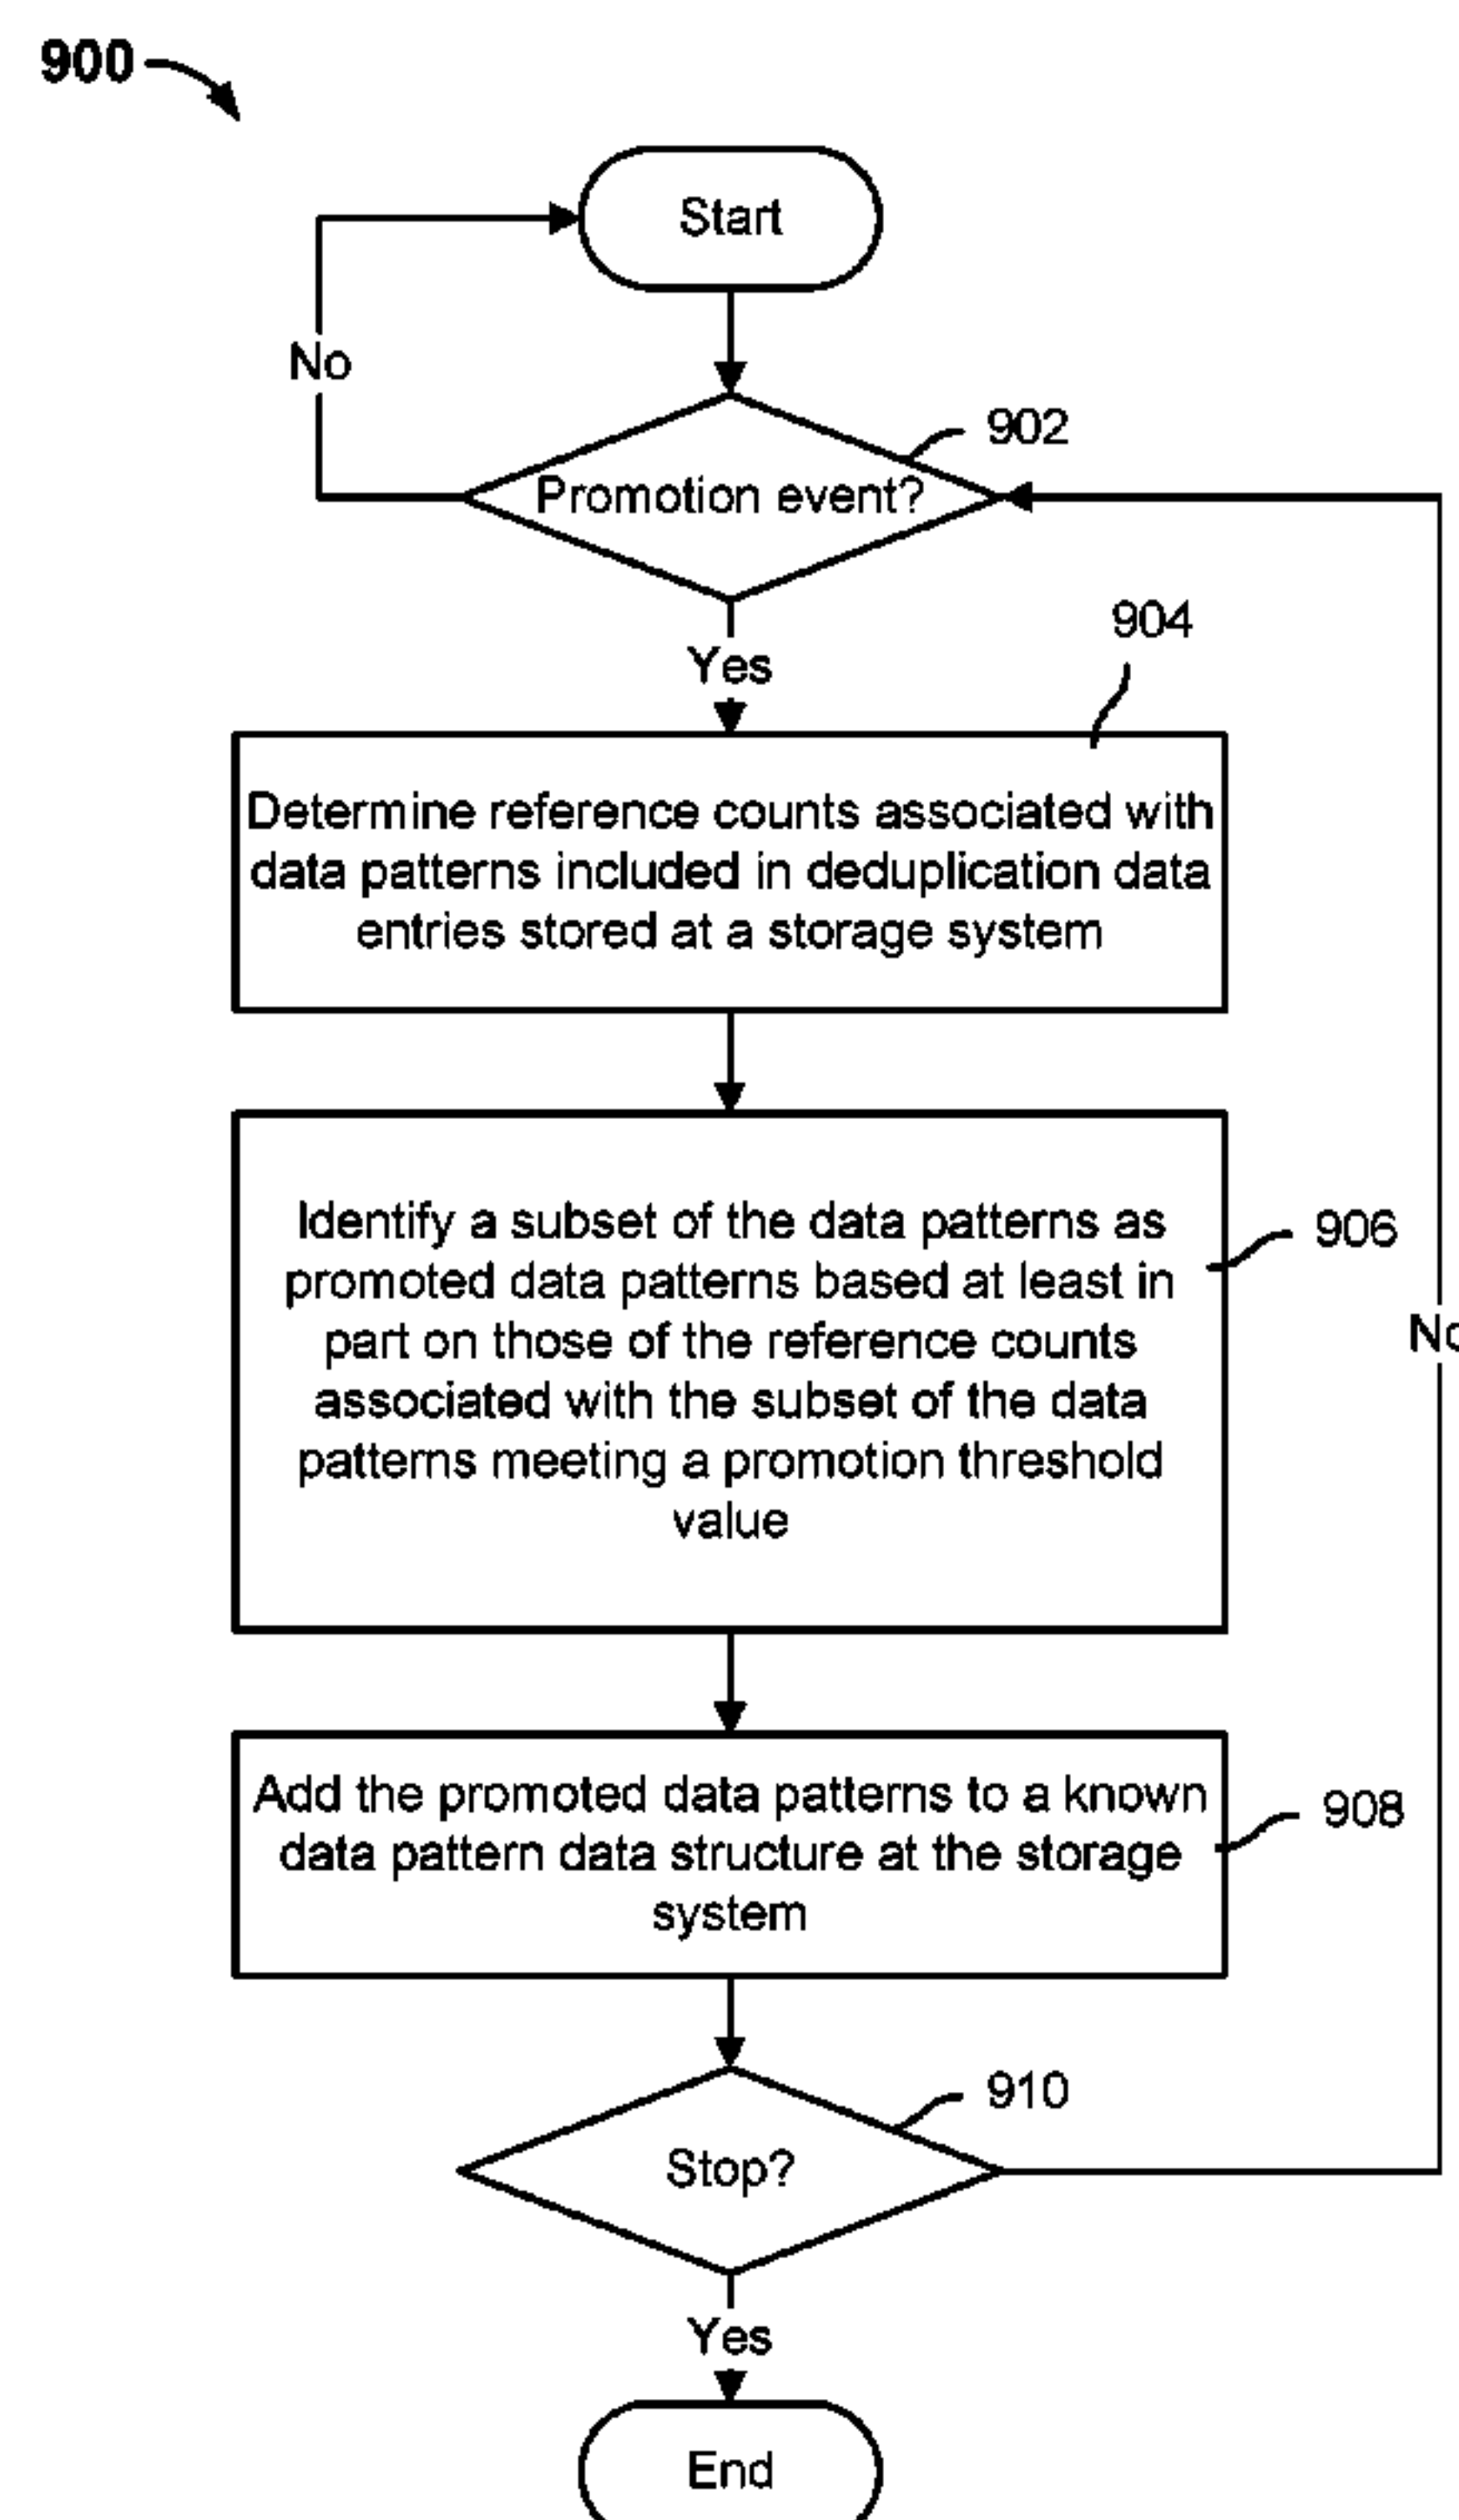 900
Start
No
902
Promotion event?
904
Yes
Determine reference counts associated with
data patterns included in deduplication data
entries stored at a storage system
Identify a subset of the data patterns as
promoted data patterns based at least in
part on those of the reference counts
associated with the subset of the data
patterns meeting a promotion threshold
value
906
No
Add the promoted data patterns to a known
data pattern data structure at the storage
system
908
910
Stop?
Yes
End